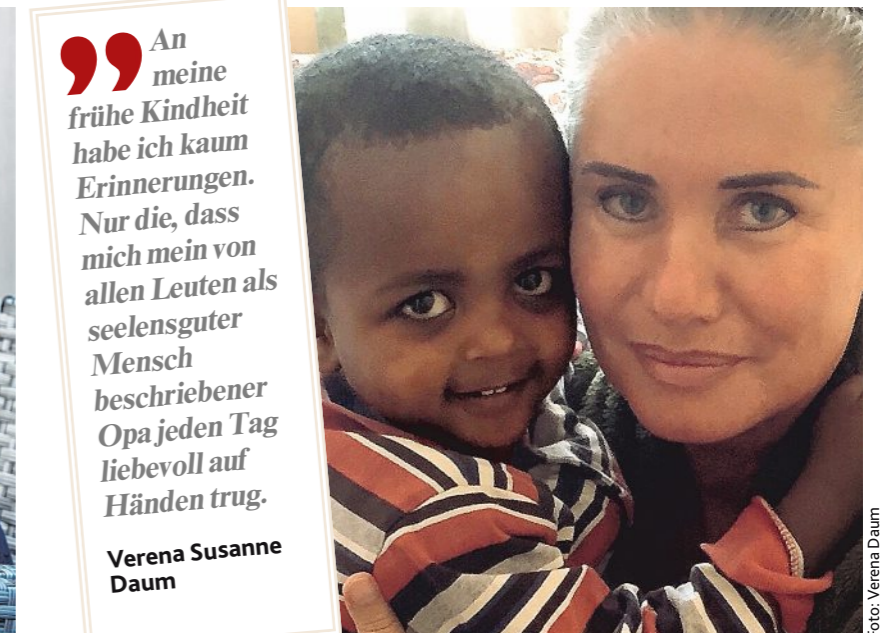 An
meine
frühe Kindheit
habe ich kaum
Erinnerungen.
Nur die, dass
mich mein von
allen Leuten als
seelensguter
Mensch
beschriebener
Opa jeden Tag
liebevoll auf
Händen trug.
Verena Susanne
Daum
Foto: Verena Daum